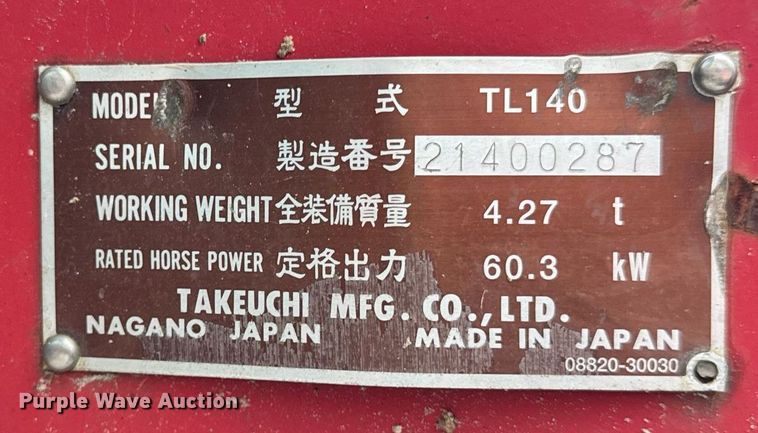 MODEL 型式 TL140
SERIAL NO. 製造番号 21400287
WORKING WEIGHT 全装備質量 4.27 t
RATED HORSE POWER 定格出力 60.3 kW
TAKEUCHI MFG. CO., LTD.
NAGANO JAPAN MADE IN JAPAN
08820-30030
Purple Wave Auction